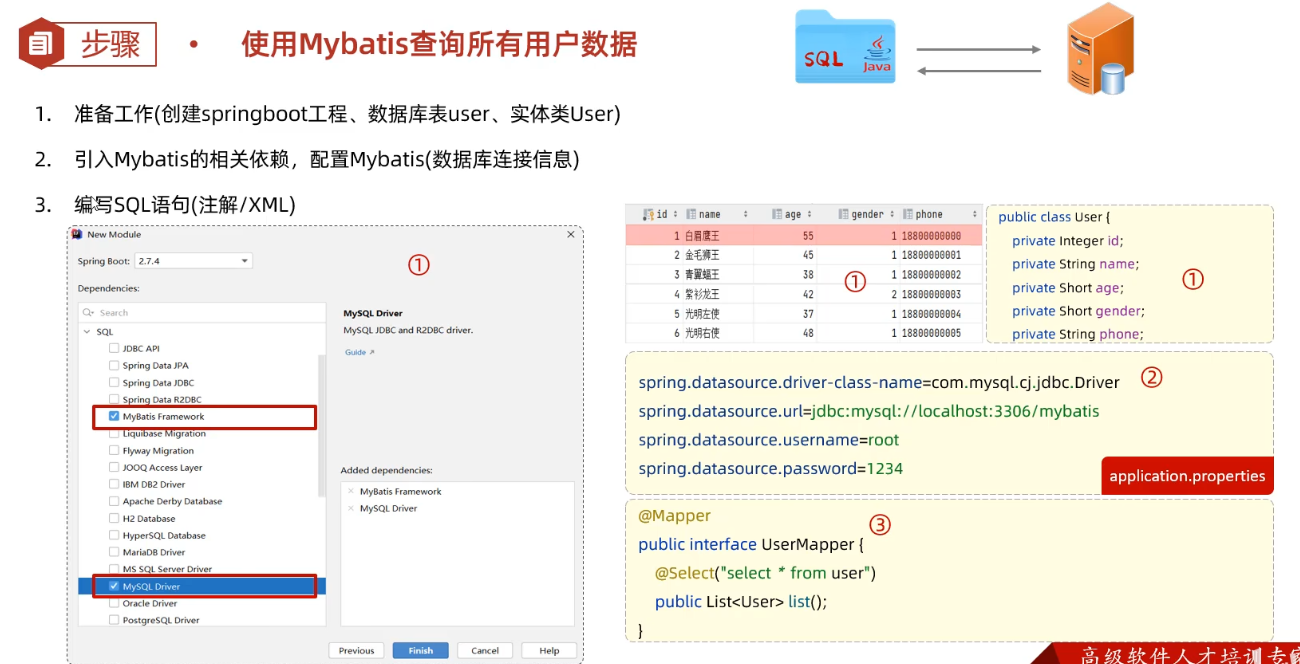 步骤
• 使用Mybatis查询所有用户数据
SQL
Java
1. 准备工作(创建springboot工程、数据库表user、实体类User)
2. 引入Mybatis的相关依赖，配置Mybatis(数据库连接信息)
3. 编写SQL语句(注解/XML)
New Module
Spring Boot: 2.7.4
①
Dependencies:
Search
SQL
JDBC API
Spring Data JPA
Spring Data JDBC
Spring Data R2DBC
MyBatis Framework
Liquibase Migration
Flyway Migration
JOOQ Access Layer
IBM DB2 Driver
Apache Derby Database
H2 Database
HyperSQL Database
MariaDB Driver
MS SQL Server Driver
MySQL Driver
Oracle Driver
PostgreSQL Driver
MySQL Driver
MySQL JDBC and R2DBC driver.
Guide ↗
Added dependencies:
× MyBatis Framework
× MySQL Driver
Previous Finish Cancel Help
id name age gender phone
1 白眉鹰王 55 1 18800000000
2 金毛狮王 45 1 18800000001
3 青翼蝠王 38 1 18800000002
4 紫衫龙王 42 2 18800000003
5 光明左使 37 1 18800000004
6 光明右使 48 1 18800000005
①
public class User {
private Integer id;
private String name;
private Short age;
private Short gender;
private String phone;
①
spring.datasource.driver-class-name=com.mysql.cj.jdbc.Driver
②
spring.datasource.url=jdbc:mysql://localhost:3306/mybatis
spring.datasource.username=root
spring.datasource.password=1234
application.properties
@Mapper
③
public interface UserMapper {
@Select("select * from user")
public List<User> list();
}
高级软件人才培训专家